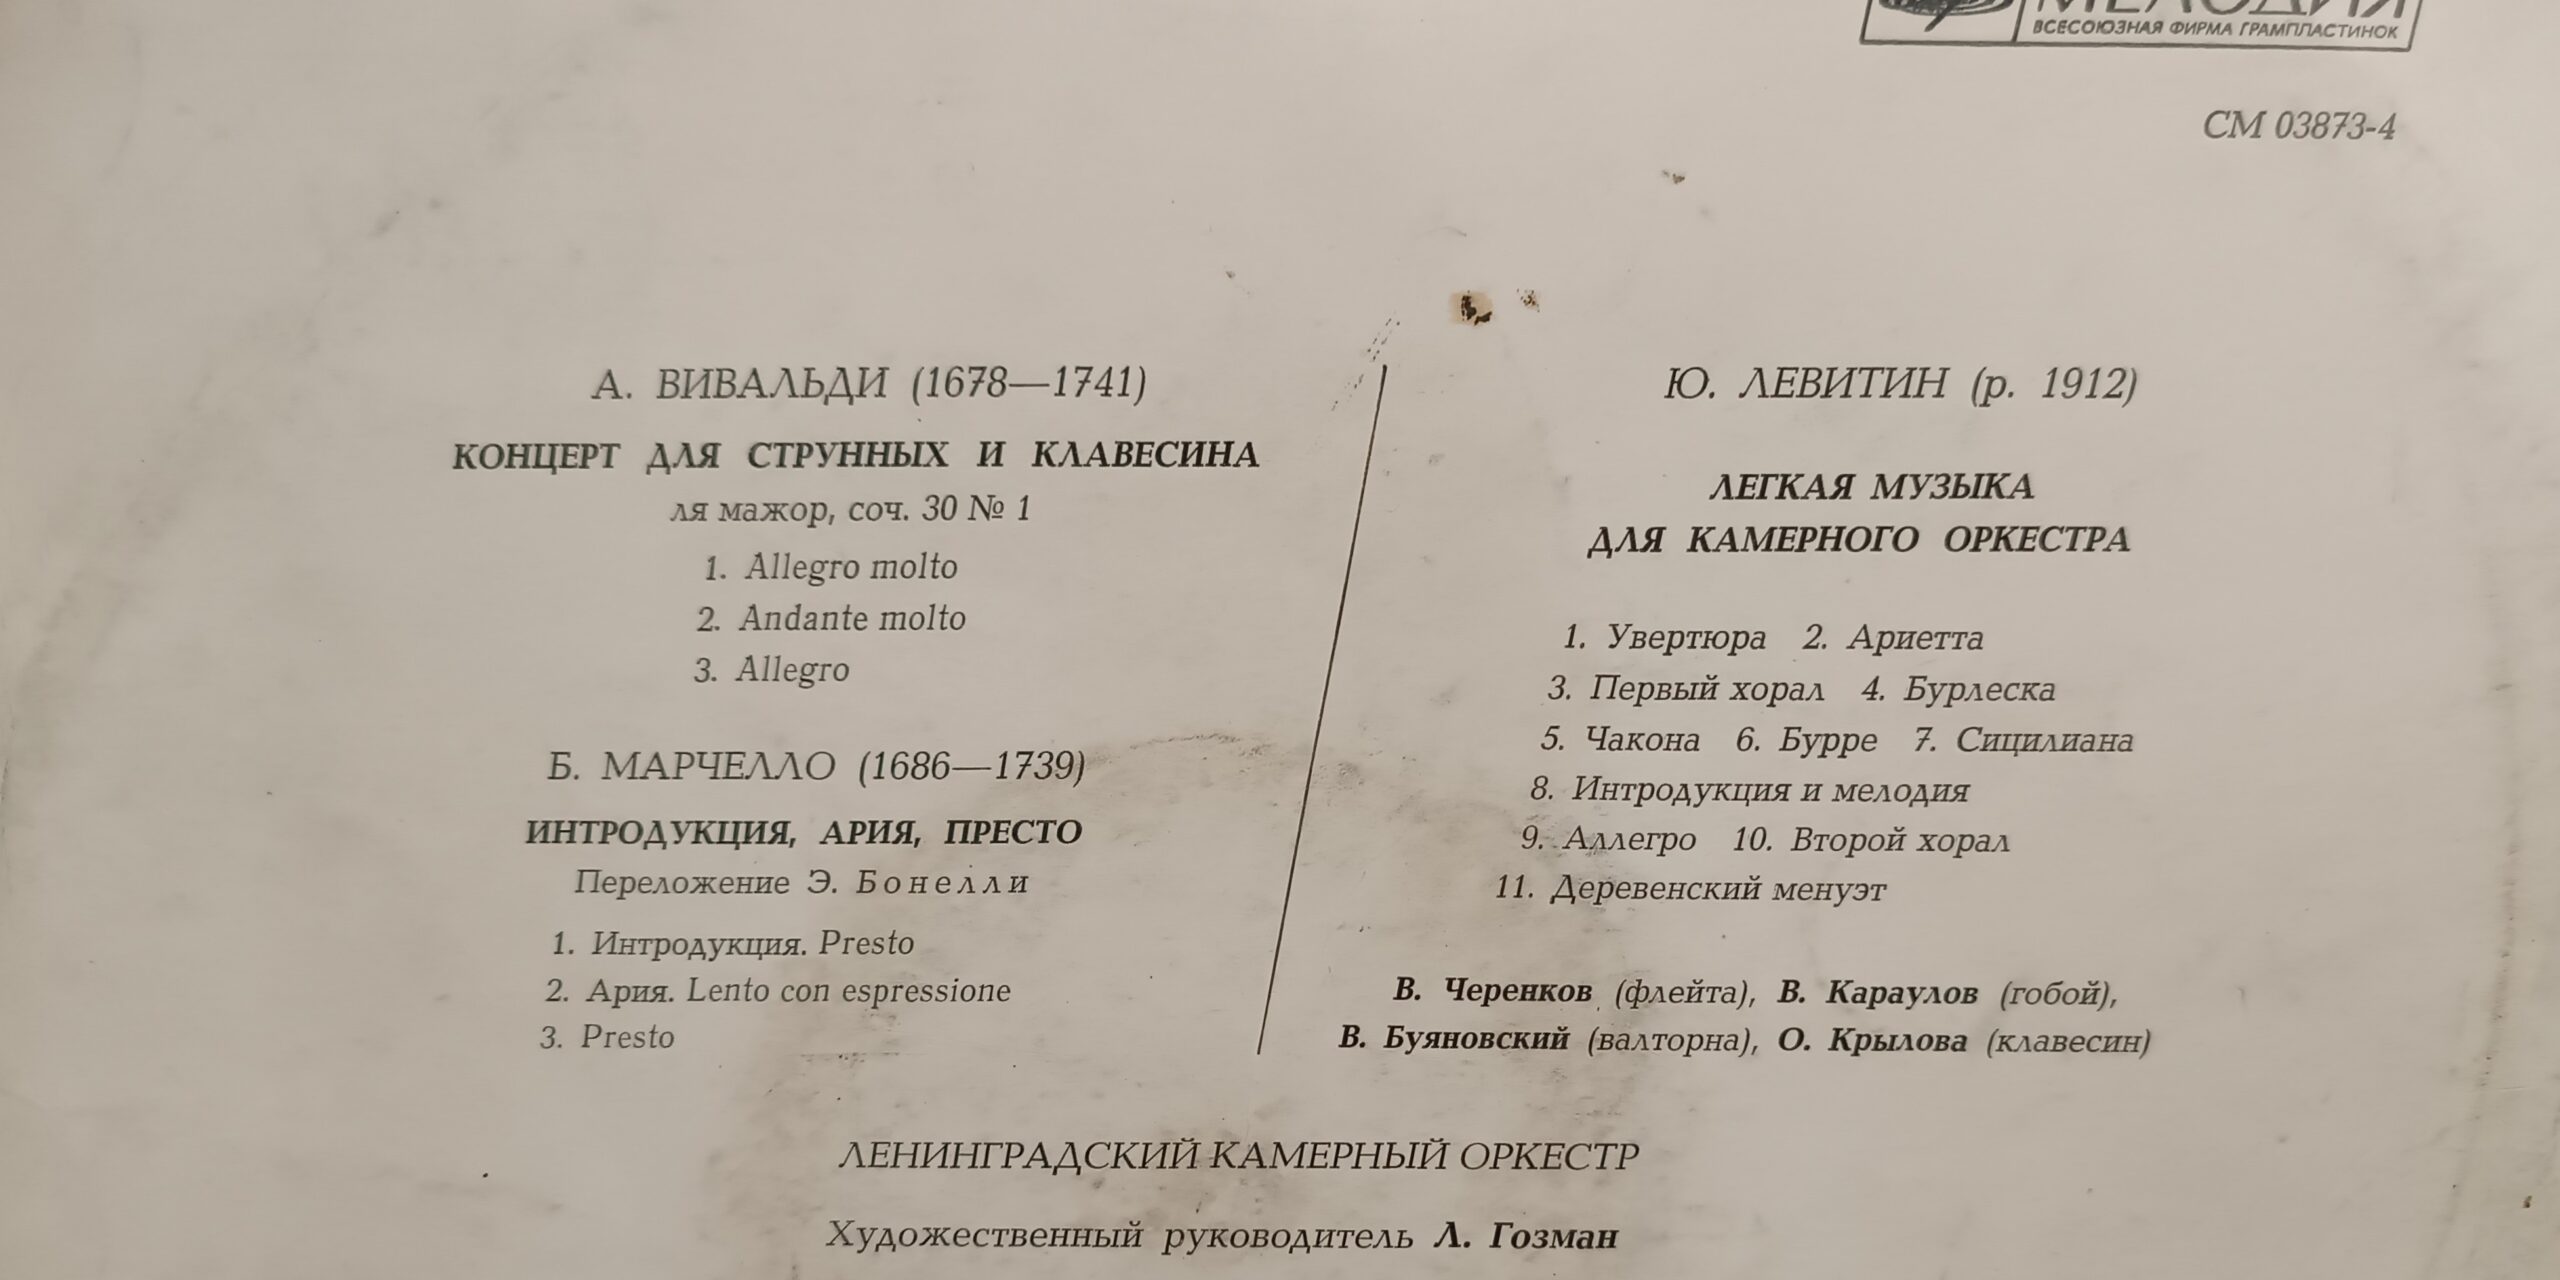 МЕЛОДИЯ
ВСЕСОЮЗНАЯ ФИРМА ГРАМПЛАСТИНОК
СМ 03873-4
А. ВИВАЛЬДИ (1678—1741)
КОНЦЕРТ ДЛЯ СТРУННЫХ И КЛАВЕСИНА
ля мажор, соч. 30 № 1
1. Allegro molto
2. Andante molto
3. Allegro
Б. МАРЧЕЛЛО (1686—1739)
ИНТРОДУКЦИЯ, АРИЯ, ПРЕСТО
Переложение Э. Бонелли
1. Интродукция. Presto
2. Ария. Lento con espressione
3. Presto
Ю. ЛЕВИТИН (р. 1912)
ЛЕГКАЯ МУЗЫКА
ДЛЯ КАМЕРНОГО ОРКЕСТРА
1. Увертюра 2. Ариетта
3. Первый хорал 4. Бурлеска
5. Чакона 6. Бурре 7. Сицилиана
8. Интродукция и мелодия
9. Аллегро 10. Второй хорал
11. Деревенский менуэт
В. Черенков (флейта), В. Караулов (гобой),
В. Буяновский (валторна), О. Крылова (клавесин)
ЛЕНИНГРАДСКИЙ КАМЕРНЫЙ ОРКЕСТР
Художественный руководитель Л. Гозман